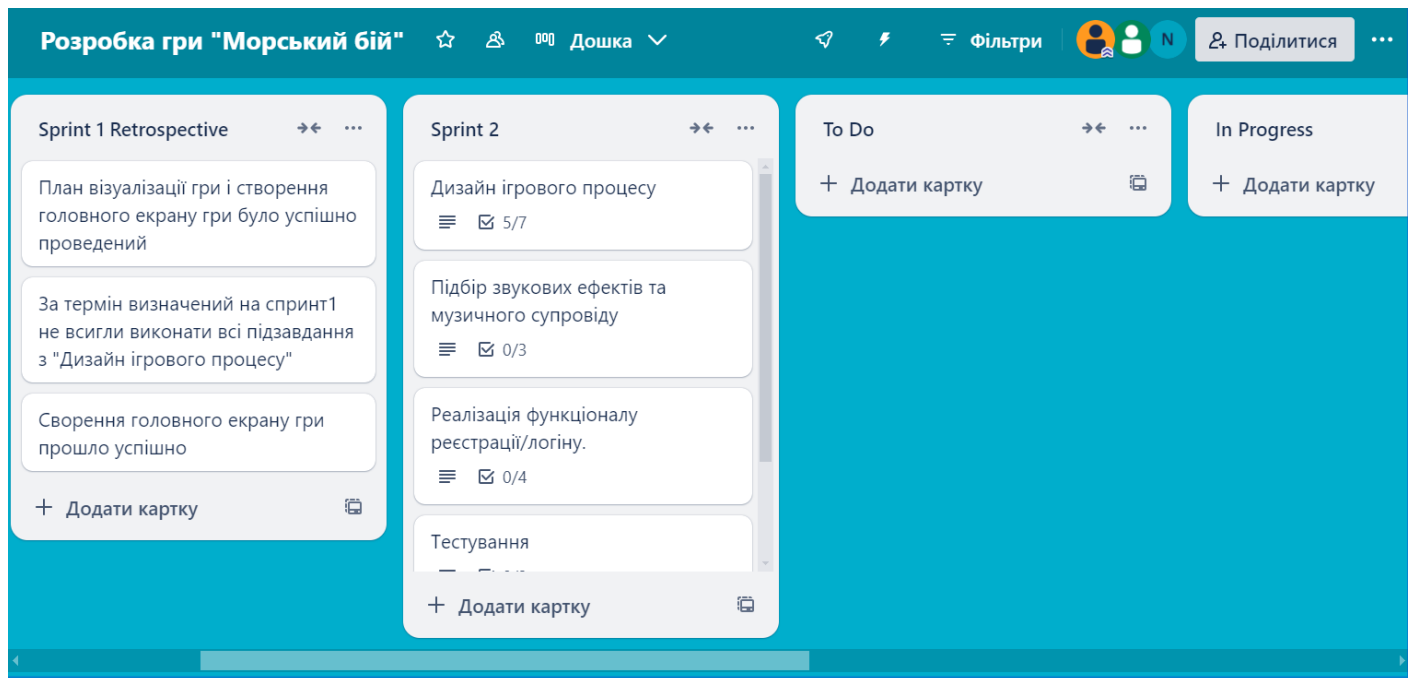 Розробка гри "Морський бій"
Дошка
Фільтри
N
Поділитися
Sprint 1 Retrospective
План візуалізації гри і створення
головного екрану гри було успішно
проведений
За термін визначений на спринт1
не всигли виконати всі підзавдання
з "Дизайн ігрового процесу"
Сворення головного екрану гри
прошло успішно
Додати картку
Sprint 2
Дизайн ігрового процесу
5/7
Підбір звукових ефектів та
музичного супровіду
0/3
Реалізація функціоналу
реєстрації/логіну.
0/4
Тестування
Додати картку
To Do
Додати картку
In Progress
Додати картку